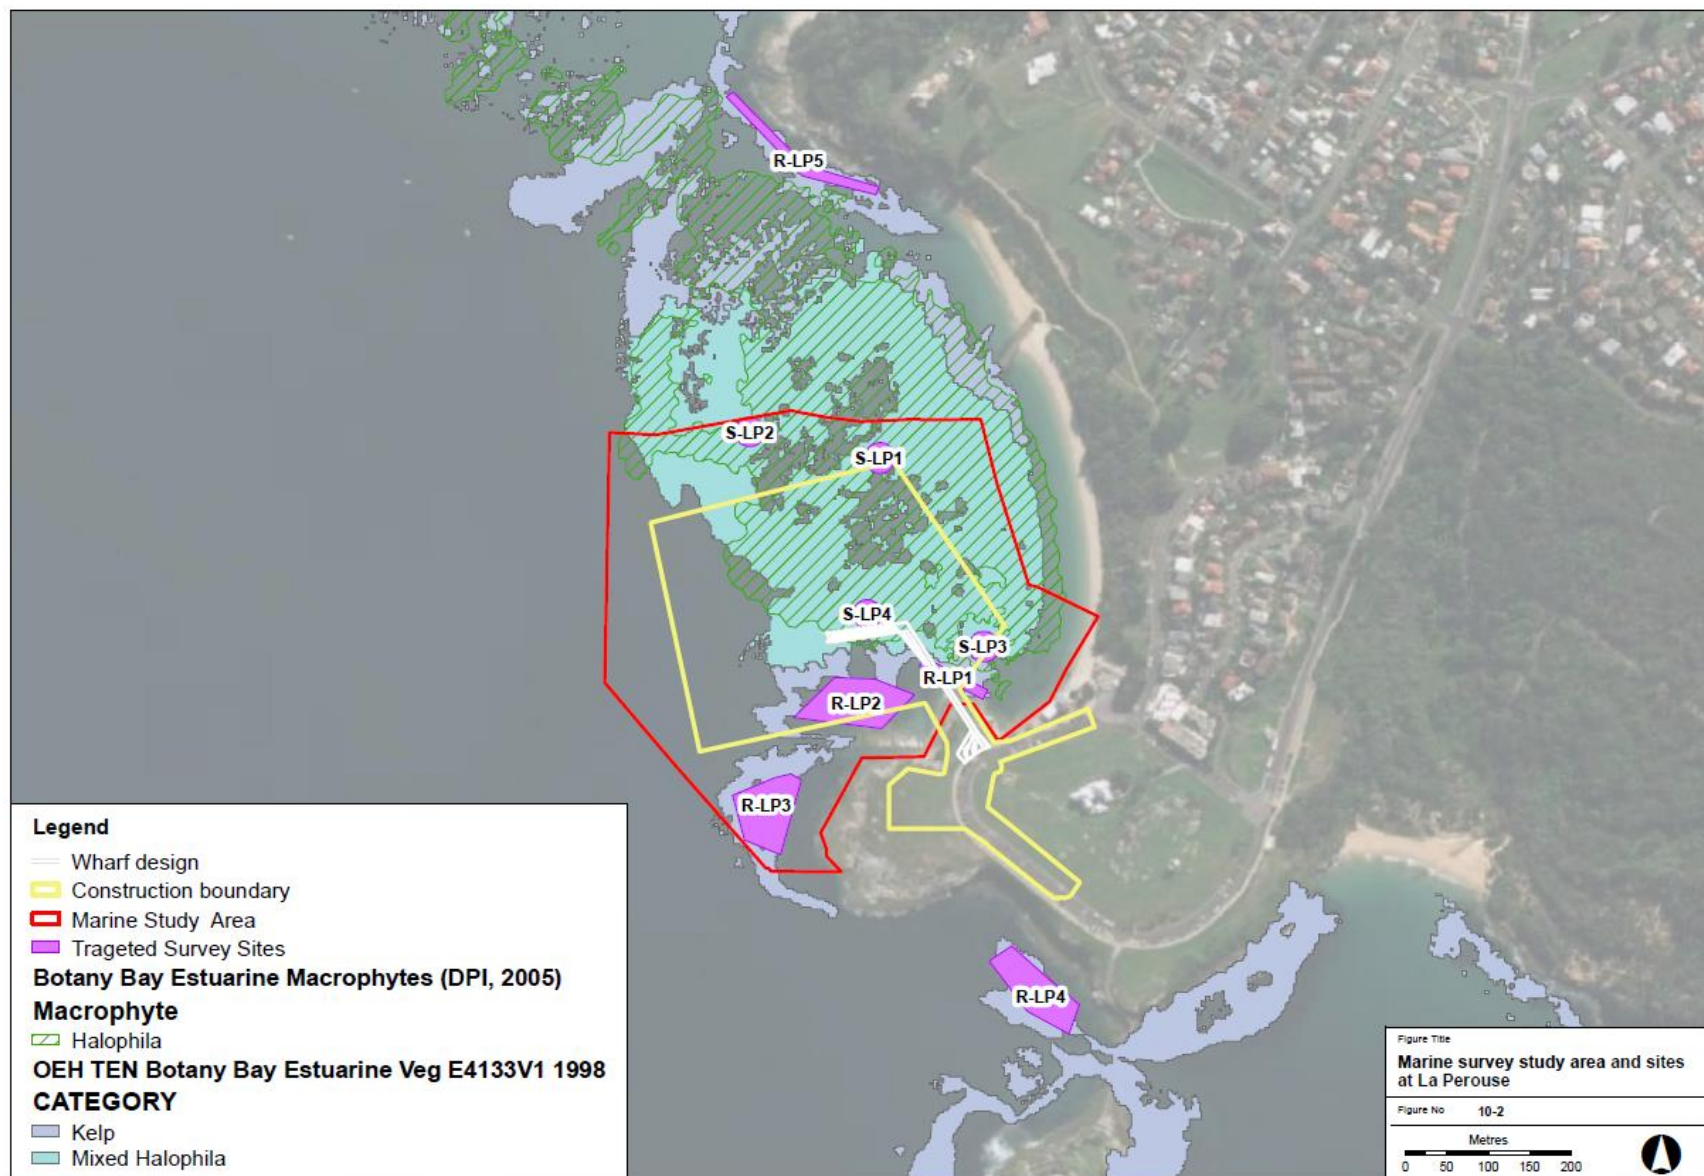 R-LP5
S-LP2
S-LP1
S-LP4
S-LP3
R-LP1
R-LP2
R-LP3
R-LP4
Legend
Wharf design
Construction boundary
Marine Study Area
Trageted Survey Sites
Botany Bay Estuarine Macrophytes (DPI, 2005)
Macrophyte
Halophila
OEH TEN Botany Bay Estuarine Veg E4133V1 1998
CATEGORY
Kelp
Mixed Halophila
Figure Title
Marine survey study area and sites
at La Perouse
Figure No 10-2
Metres
0 50 100 150 200